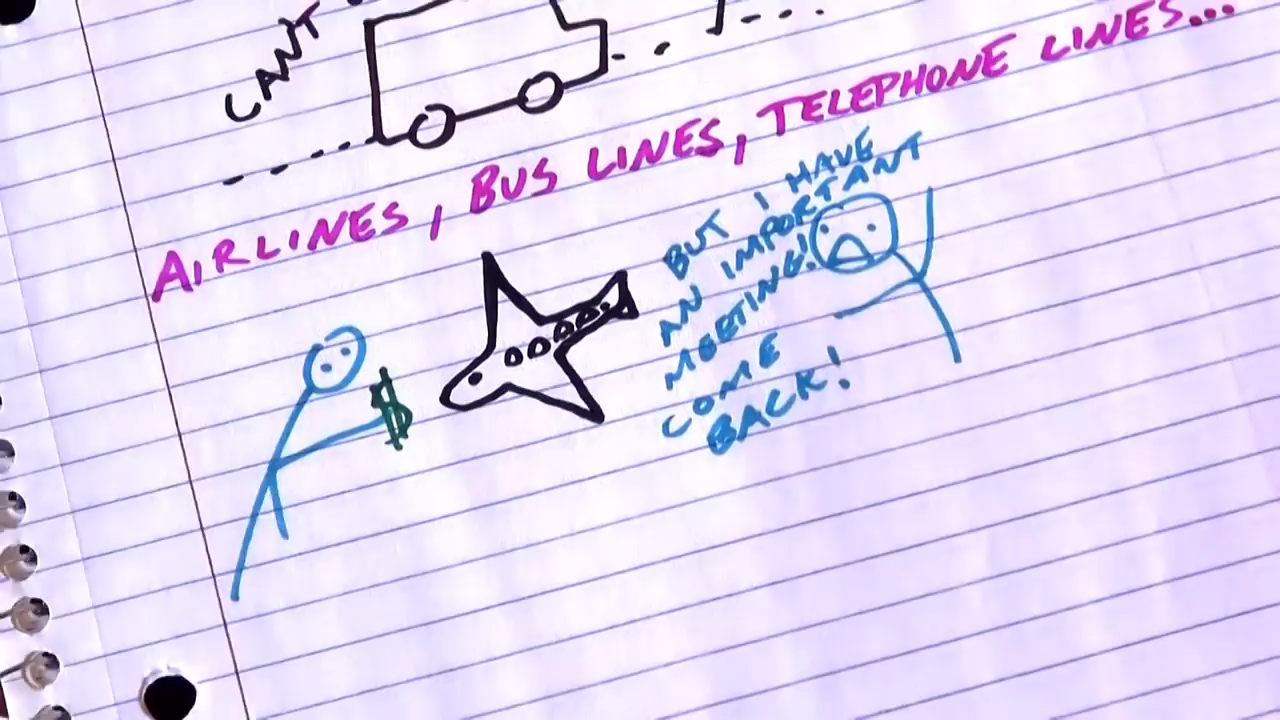 CANT
AIRLINES, BUS LINES, TELEPHONE LINES...
BUT I HAVE
AN IMPORTANT
MEETING!
COME
BACK!
$